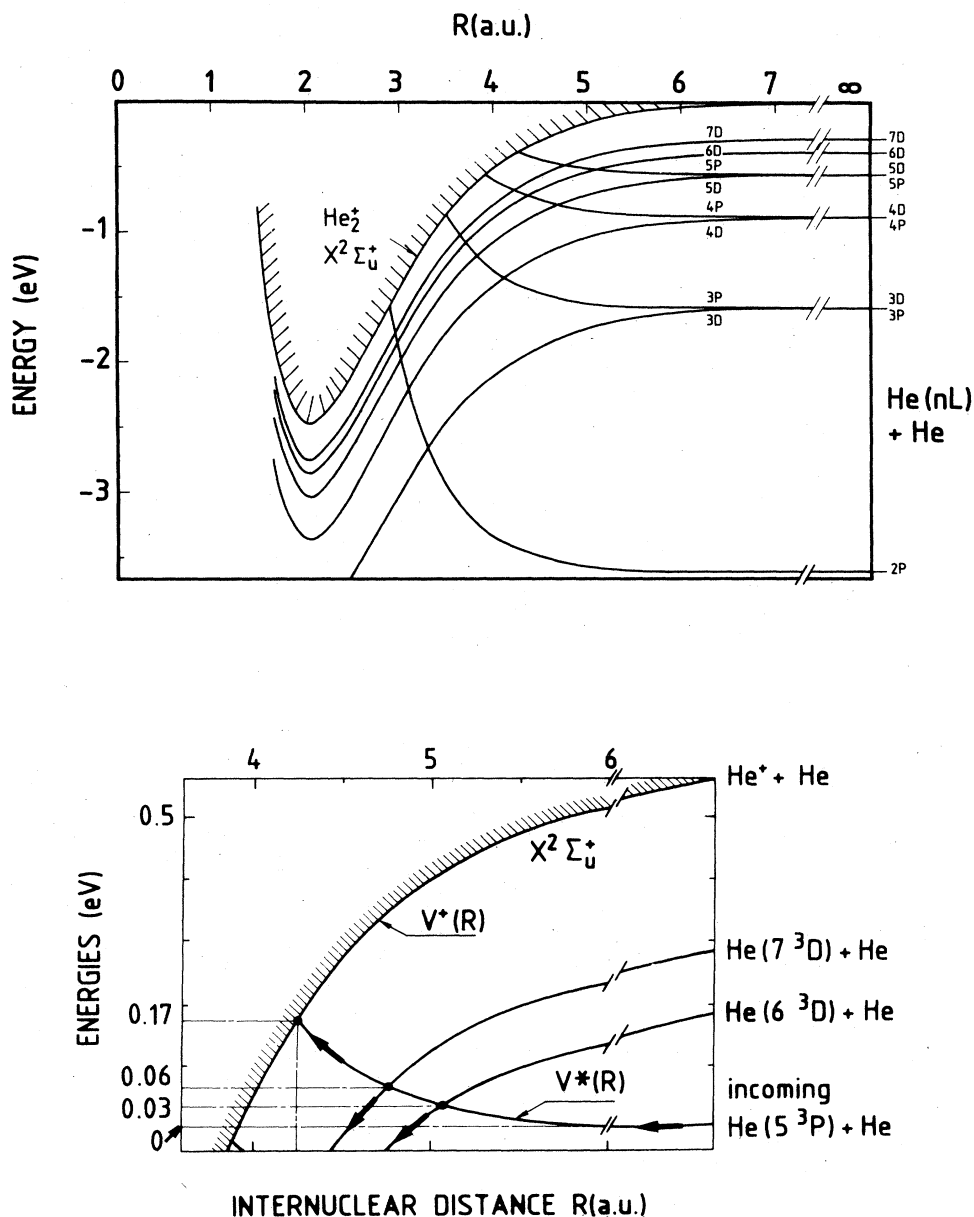 R(a.u.)
0 1 2 3 4 5 6 7 ∞
7D
6D
5P
5D
4P
4D
3P
3D
7D
6D
5D
5P
4D
4P
3D
3P
2P
He₂⁺
X²Σᵤ⁺
-1
-2
-3
ENERGY (eV)
He(nL)
+ He
4 5 6
He⁺ + He
0.5
X²Σᵤ⁺
V⁺(R)
ENERGIES (eV)
He(7 ³D) + He
0.17
He(6 ³D) + He
0.06
V*(R)
incoming
0.03
He(5 ³P) + He
0
INTERNUCLEAR DISTANCE R(a.u.)